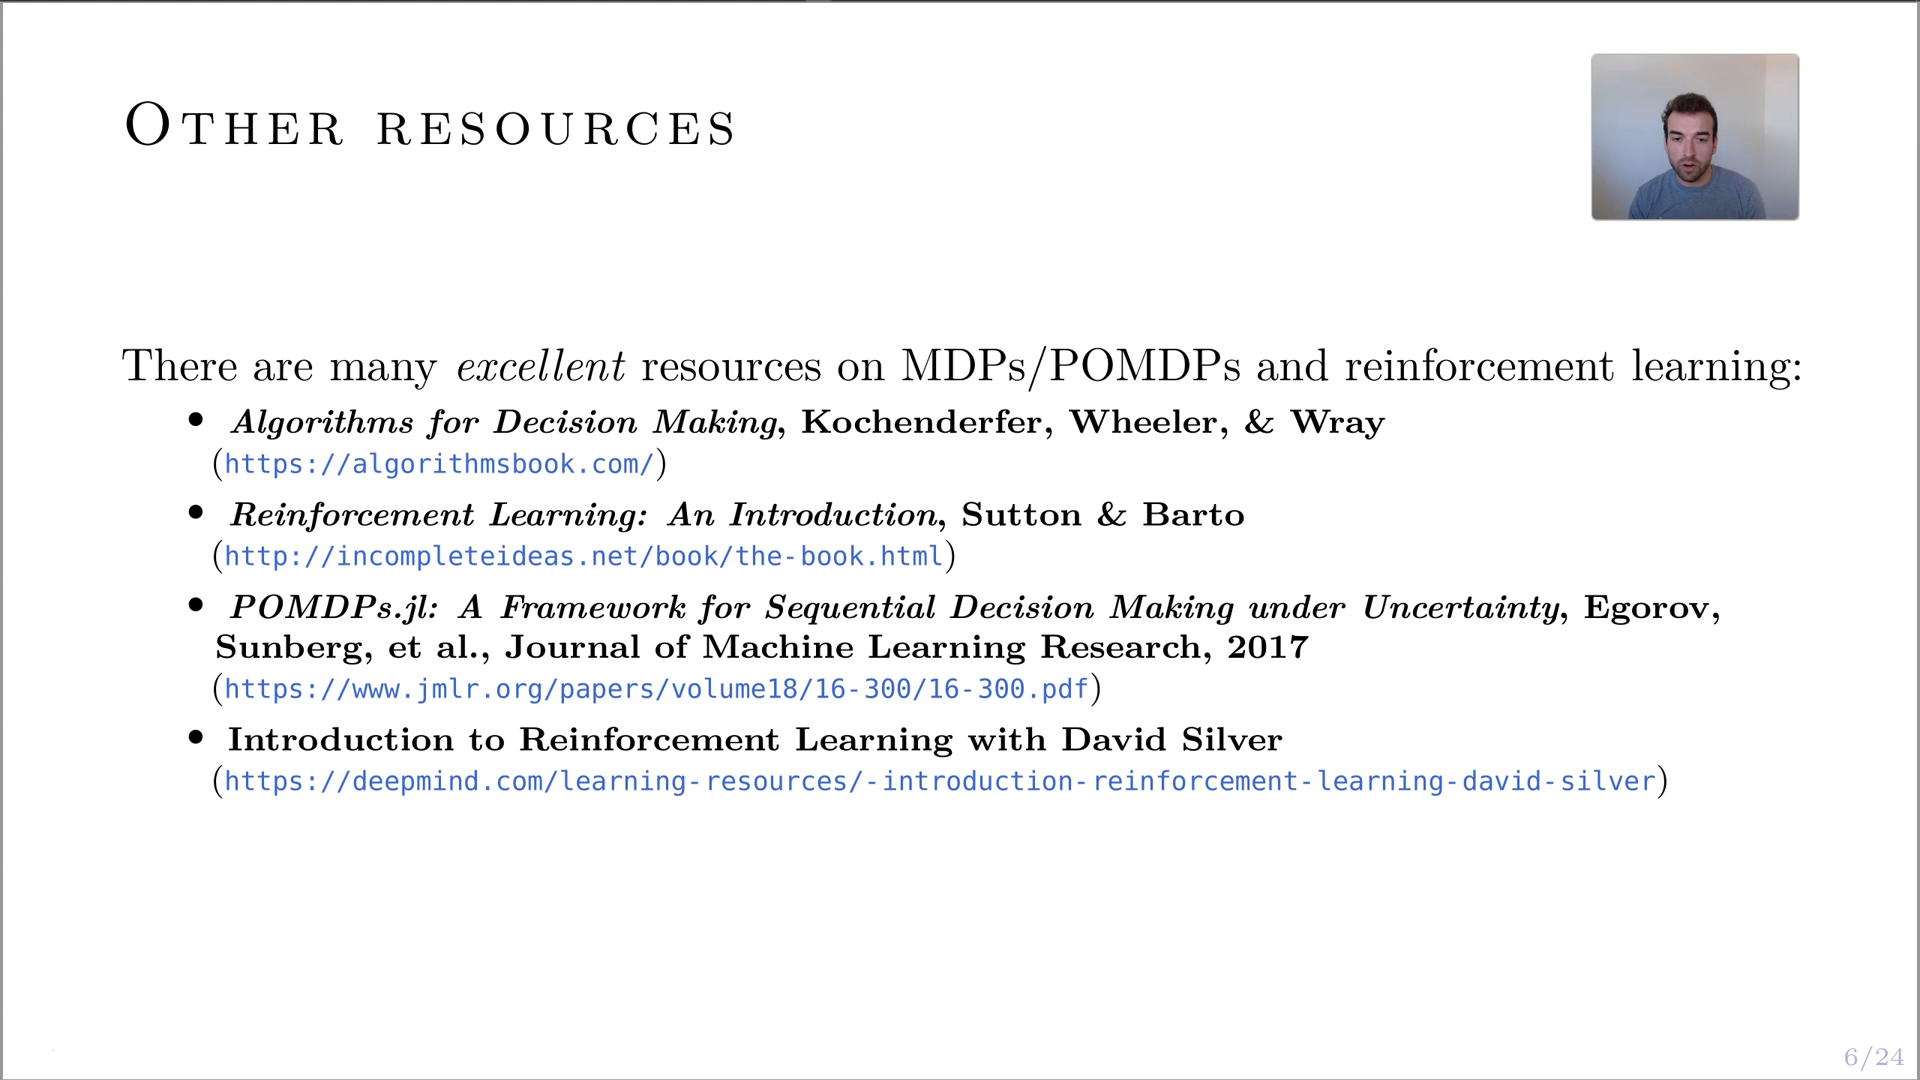 Other resources
There are many excellent resources on MDPs/POMDPs and reinforcement learning:
• Algorithms for Decision Making, Kochenderfer, Wheeler, & Wray
(https://algorithmsbook.com/)
• Reinforcement Learning: An Introduction, Sutton & Barto
(http://incompleteideas.net/book/the-book.html)
• POMDPs.jl: A Framework for Sequential Decision Making under Uncertainty, Egorov,
Sunberg, et al., Journal of Machine Learning Research, 2017
(https://www.jmlr.org/papers/volume18/16-300/16-300.pdf)
• Introduction to Reinforcement Learning with David Silver
(https://deepmind.com/learning-resources/-introduction-reinforcement-learning-david-silver)
6/24